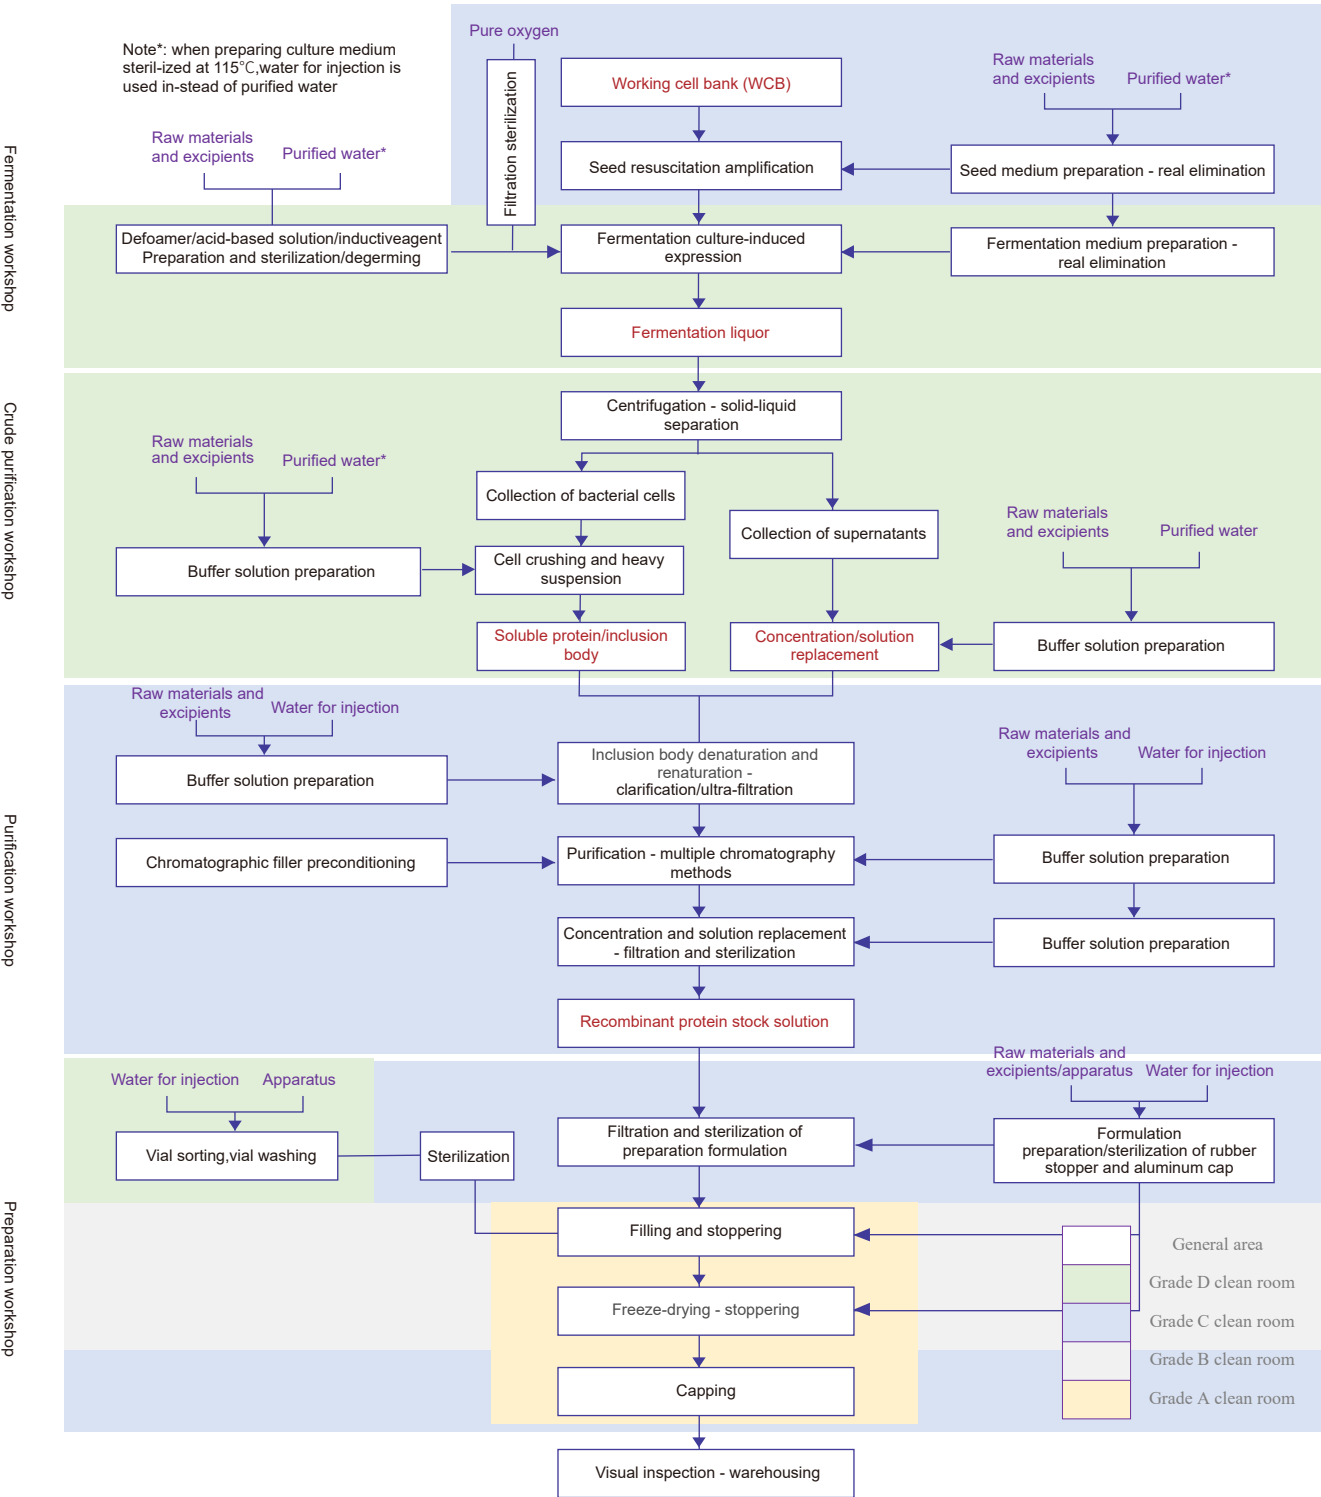 Pure oxygen
Note*: when preparing culture medium
steril-ized at 115℃,water for injection is
used in-stead of purified water
Filtration sterilization
Working cell bank (WCB)
Raw materials
and excipients
Purified water*
Fermentation workshop
Raw materials
and excipients
Purified water*
Seed resuscitation amplification
Seed medium preparation - real elimination
Defoamer/acid-based solution/inductiveagent
Preparation and sterilization/degerming
Fermentation culture-induced
expression
Fermentation medium preparation -
real elimination
Fermentation liquor
Crude purification workshop
Centrifugation - solid-liquid
separation
Raw materials
and excipients
Purified water*
Collection of bacterial cells
Collection of supernatants
Raw materials
and excipients
Purified water
Buffer solution preparation
Cell crushing and heavy
suspension
Soluble protein/inclusion
body
Concentration/solution
replacement
Buffer solution preparation
Purification workshop
Raw materials and
excipients
Water for injection
Raw materials and
excipients
Water for injection
Buffer solution preparation
Inclusion body denaturation and
renaturation -
clarification/ultra-filtration
Chromatographic filler preconditioning
Purification - multiple chromatography
methods
Buffer solution preparation
Concentration and solution replacement
- filtration and sterilization
Buffer solution preparation
Recombinant protein stock solution
Preparation workshop
Water for injection
Apparatus
Raw materials and
excipients/apparatus
Water for injection
Vial sorting,vial washing
Sterilization
Filtration and sterilization of
preparation formulation
Formulation
preparation/sterilization of rubber
stopper and aluminum cap
Filling and stoppering
Freeze-drying - stoppering
Capping
Visual inspection - warehousing
General area
Grade D clean room
Grade C clean room
Grade B clean room
Grade A clean room